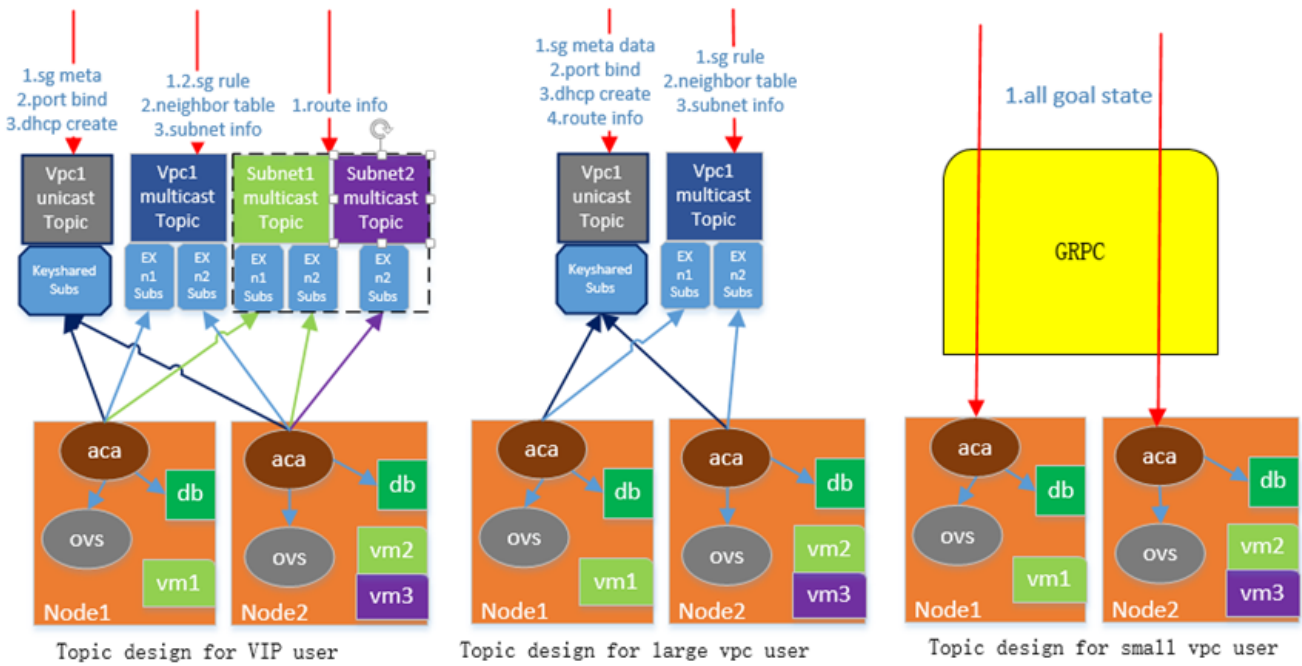 1.sg meta
2.port bind
3.dhcp create
1.2.sg rule
2.neighbor table
3.subnet info
1.route info
Vpc1
unicast
Topic
Vpc1
multicast
Topic
Subnet1
multicast
Topic
Subnet2
multicast
Topic
Keyshared
Subs
EX
n1
Subs
EX
n2
Subs
EX
n1
Subs
EX
n2
Subs
EX
n2
Subs
aca
db
ovs
vm1
Node1
aca
db
ovs
vm2
vm3
Node2
Topic design for VIP user
1.sg meta data
2.port bind
3.dhcp create
4.route info
1.sg rule
2.neighbor table
3.subnet info
Vpc1
unicast
Topic
Vpc1
multicast
Topic
Keyshared
Subs
EX
n1
Subs
EX
n2
Subs
aca
db
ovs
vm1
Node1
aca
db
ovs
vm2
vm3
Node2
Topic design for large vpc user
1.all goal state
GRPC
aca
db
ovs
vm1
Node1
aca
db
ovs
vm2
vm3
Node2
Topic design for small vpc user